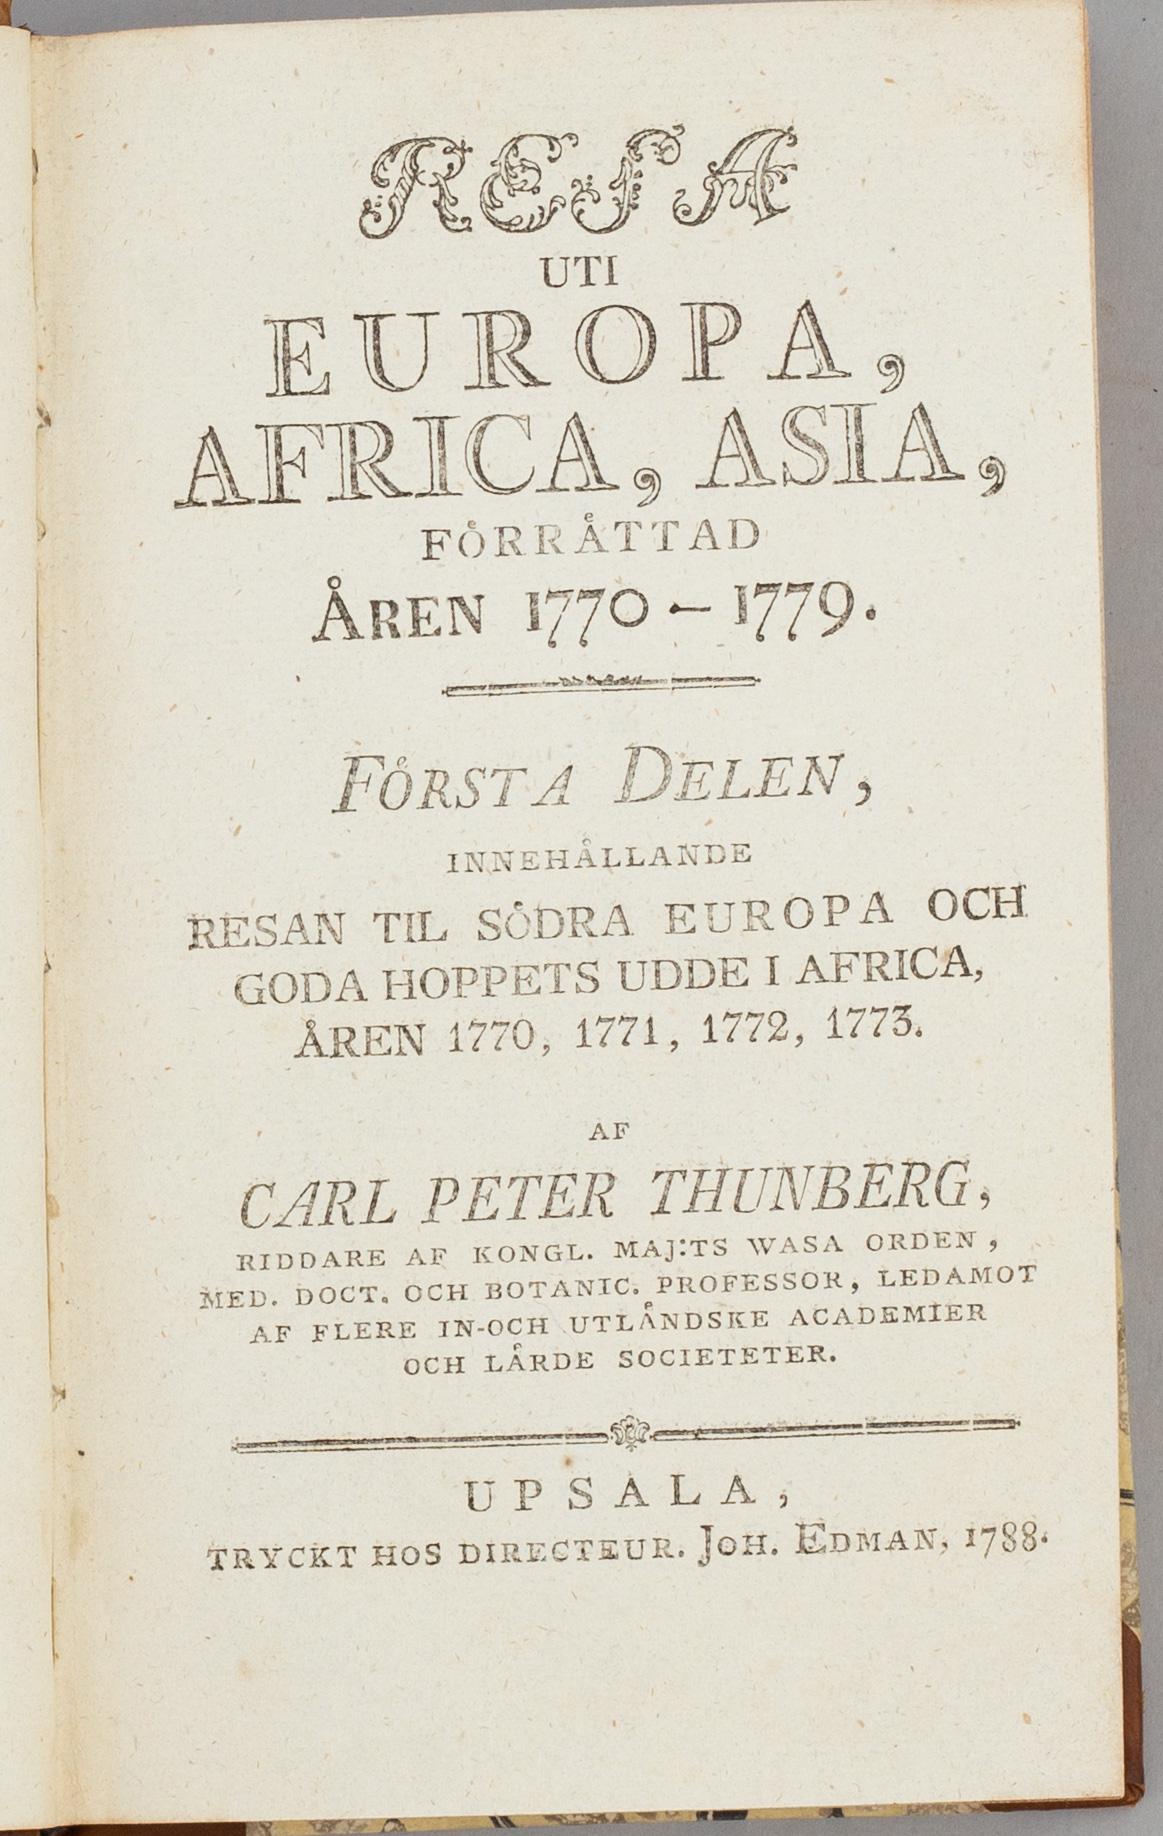 RESA
UTI
EUROPA,
AFRICA, ASIA,
FÖRRÅTTAD
ÅREN 1770 - 1779.
FÖRSTA DELEN,
INNEHÅLLANDE
RESAN TIL SÖDRA EUROPA OCH
GODA HOPPETS UDDE I AFRICA,
ÅREN 1770, 1771, 1772, 1773.
AF
CARL PETER THUNBERG,
RIDDARE AF KONGL. MAJ:TS WASA ORDEN,
MED. DOCT. OCH BOTANIC. PROFESSOR, LEDAMOT
AF FLERE IN-OCH UTLÅNDSKE ACADEMIER
OCH LÅRDE SOCIETETER.
UPSALA,
TRYCKT HOS DIRECTEUR. JOH. EDMAN, 1788.